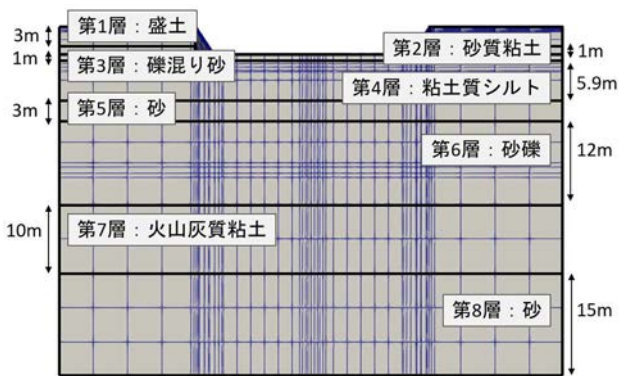 3m
第1層：盛土
第2層：砂質粘土
1m
1m
第3層：礫混り砂
第4層：粘土質シルト
5.9m
3m
第5層：砂
第6層：砂礫
12m
10m
第7層：火山灰質粘土
第8層：砂
15m